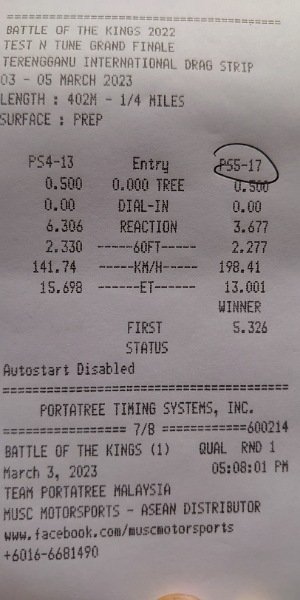 ========================================
BATTLE OF THE KINGS 2022
TEST N TUNE GRAND FINALE
TERENGGANU INTERNATIONAL DRAG STRIP
03 - 05 MARCH 2023
LENGTH : 402M - 1/4 MILES
SURFACE : PREP
PS4-13 Entry PS5-17
0.500 0.000 TREE 0.500
0.00 DIAL-IN 0.00
6.306 REACTION 3.677
2.330 ------60FT------ 2.277
141.74 ------KM/H------ 198.41
15.698 -------ET------- 13.001
WINNER
FIRST 5.326
STATUS
Autostart Disabled
========================================
PORTATREE TIMING SYSTEMS, INC.
================== 7/B ============600214
BATTLE OF THE KINGS (1) QUAL RND 1
March 3, 2023 05:08:01 PM
TEAM PORTATREE MALAYSIA
MUSC MOTORSPORTS - ASEAN DISTRIBUTOR
www.facebook.com/muscmotorsports
+6016-6681490